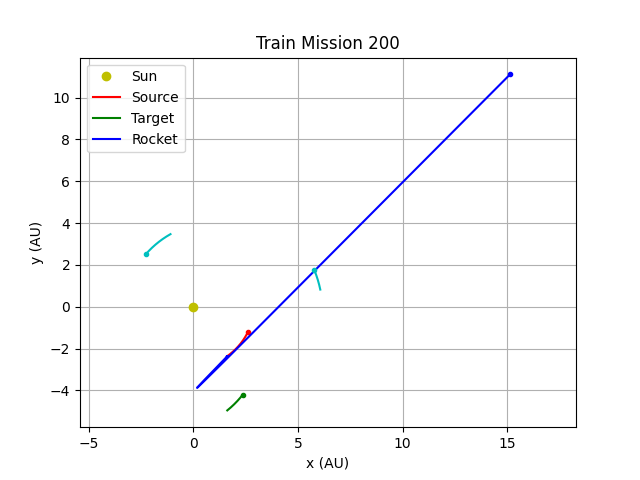 Train Mission 200
Sun
Source
Target
Rocket
10
8
6
4
2
0
−2
−4
−5
0
5
10
15
x (AU)
y (AU)